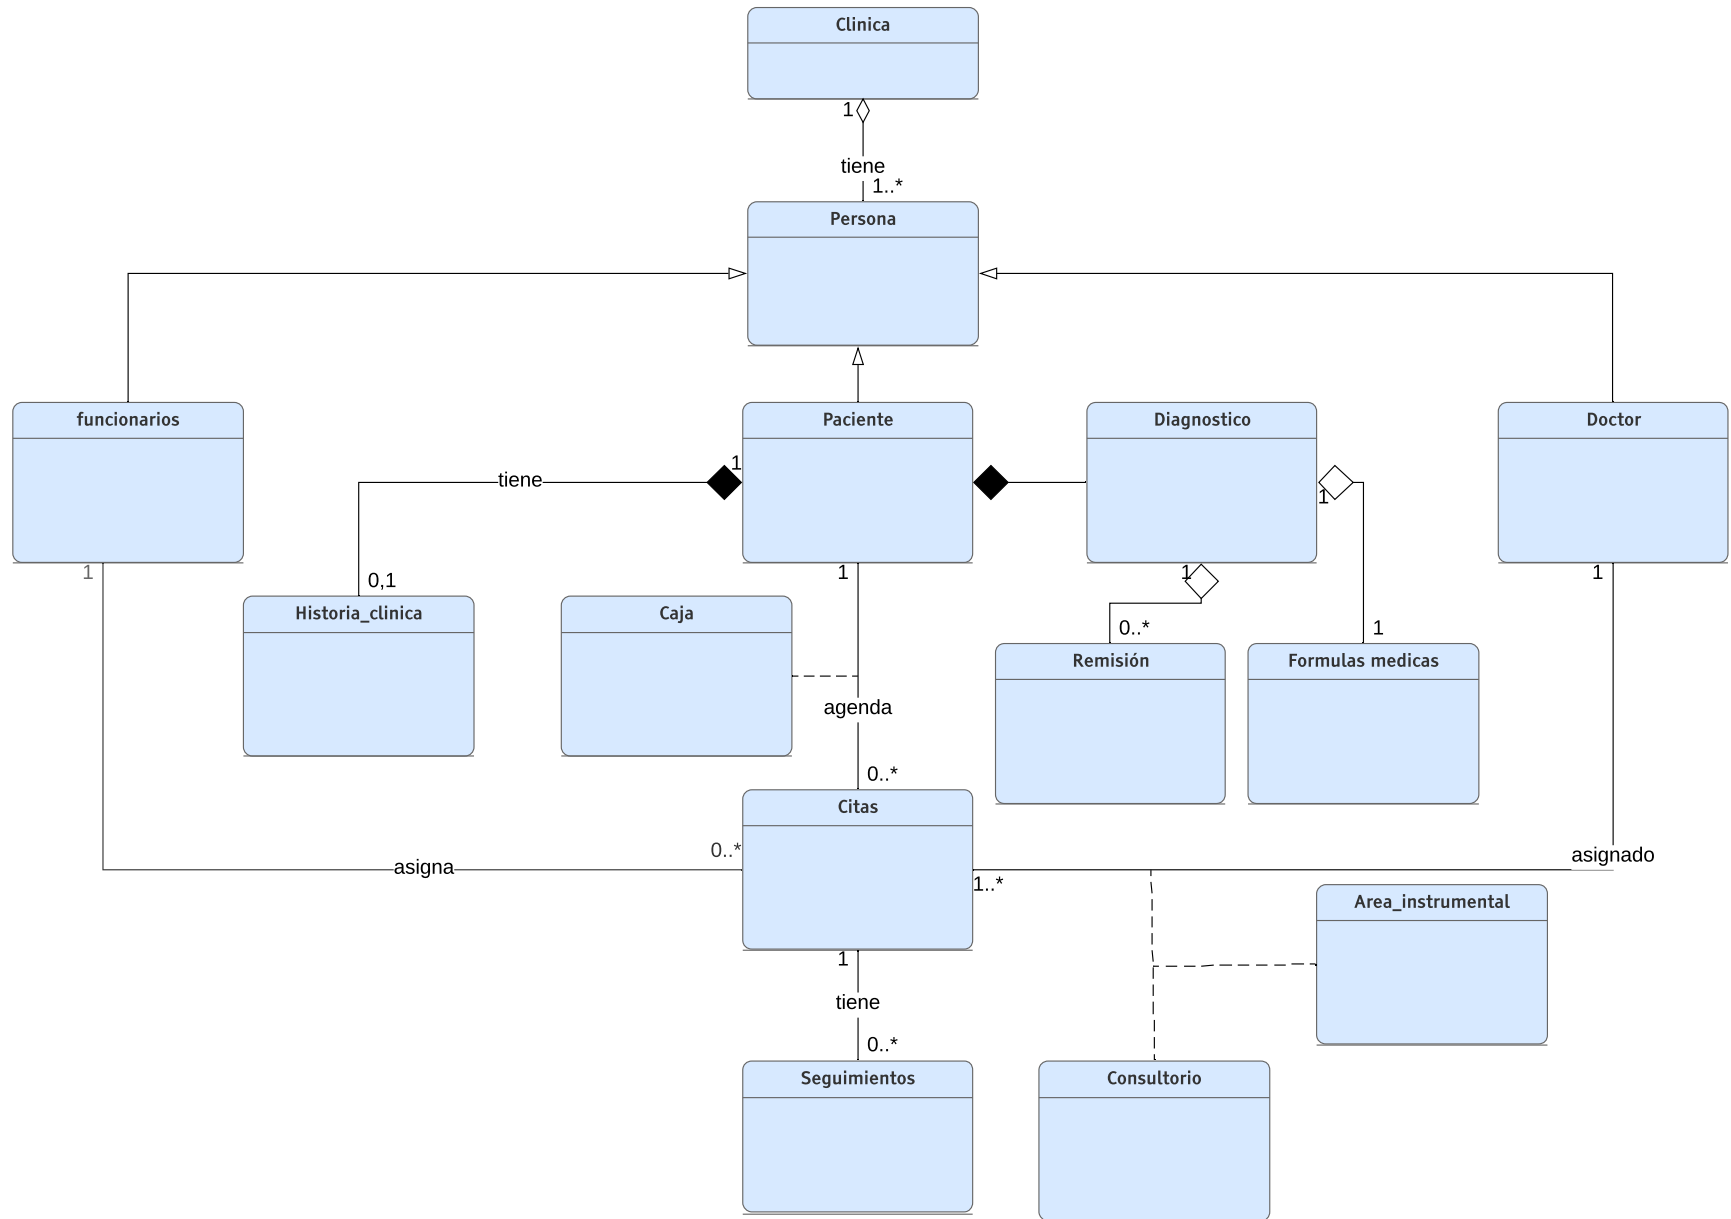 Clinica
1
tiene
1..*
Persona
funcionarios
Paciente
Diagnostico
Doctor
1
tiene
1
1
0,1
1
1
1
Historia_clinica
Caja
0..*
1
Remisión
Formulas medicas
agenda
0..*
Citas
0..*
asigna
asignado
1..*
Area_instrumental
1
tiene
0..*
Seguimientos
Consultorio